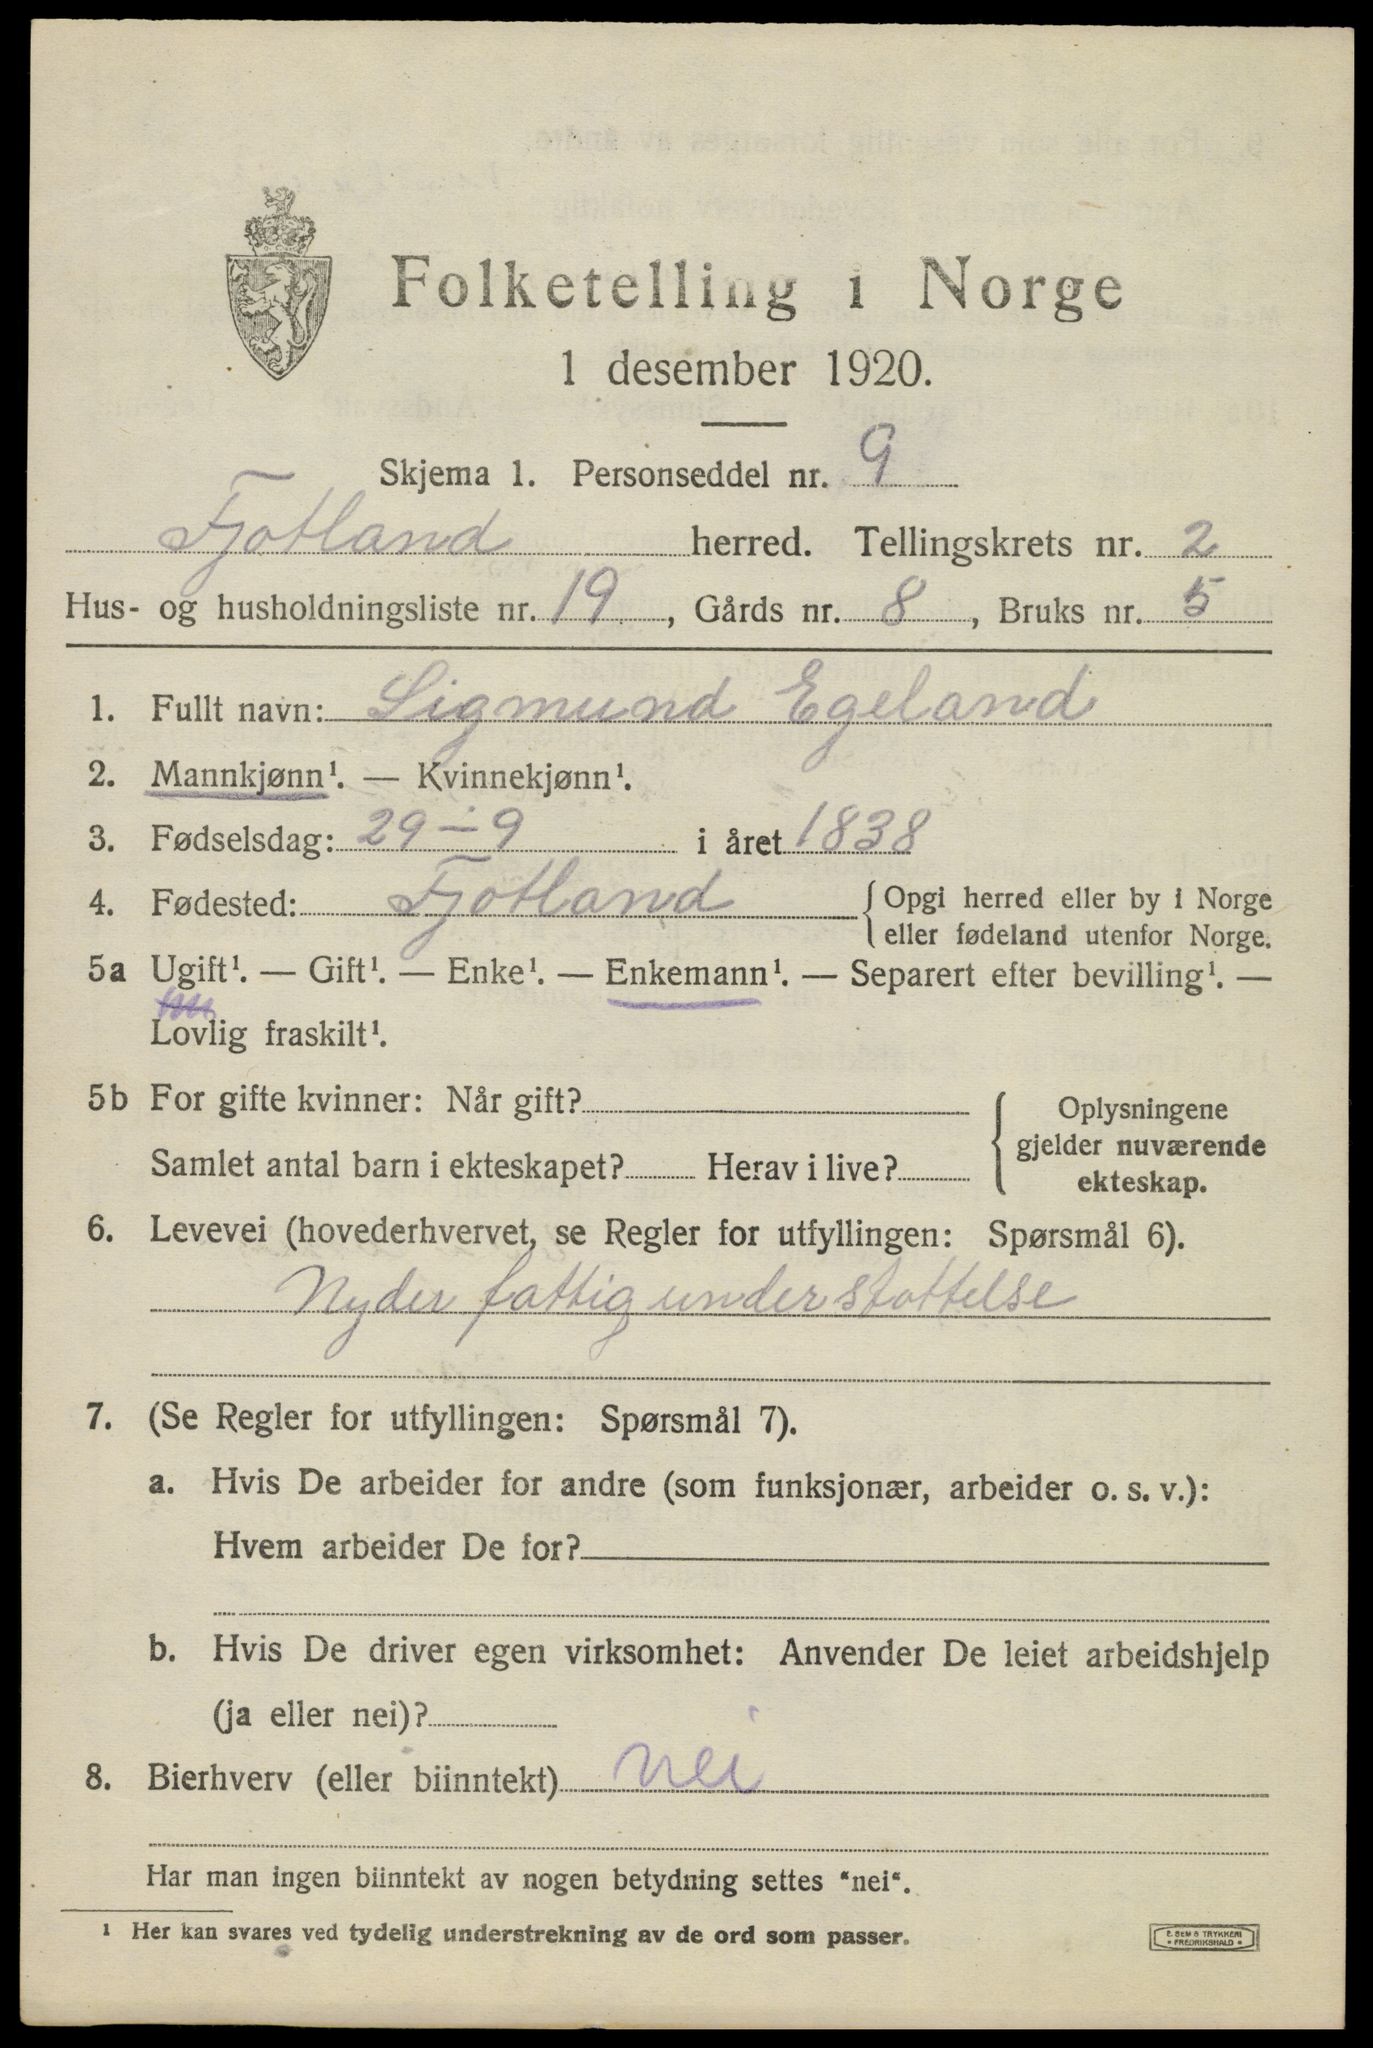 Folketelling i Norge
1 desember 1920.
Skjema 1. Personseddel nr. 9
Fjotland herred. Tellingskrets nr. 2
Hus- og husholdningsliste nr. 19, Gårds nr. 8, Bruks nr. 5
1. Fullt navn: Sigmund Egeland
2. Mannkjønn¹. — Kvinnekjønn¹.
3. Fødselsdag: 29 ÷ 9 i året 1838
4. Fødested: Fjotland { Opgi herred eller by i Norge
eller fødeland utenfor Norge.
5a Ugift¹. — Gift¹. — Enke¹. — Enkemann¹. — Separert efter bevilling¹. —
Lovlig fraskilt¹.
5b For gifte kvinner: Når gift?
Samlet antal barn i ekteskapet? Herav i live?
{ Oplysningene
gjelder nuværende
ekteskap.
6. Levevei (hovederhvervet, se Regler for utfyllingen: Spørsmål 6).
Nyder fattigunderstottelse
7. (Se Regler for utfyllingen: Spørsmål 7).
a. Hvis De arbeider for andre (som funksjonær, arbeider o. s. v.):
Hvem arbeider De for?
b. Hvis De driver egen virksomhet: Anvender De leiet arbeidshjelp
(ja eller nei)?
8. Bierhverv (eller biinntekt) nei
Har man ingen biinntekt av nogen betydning settes "nei".
¹ Her kan svares ved tydelig understrekning av de ord som passer.
E. SEM S TRYKKERI
• FREDRIKSHALD •